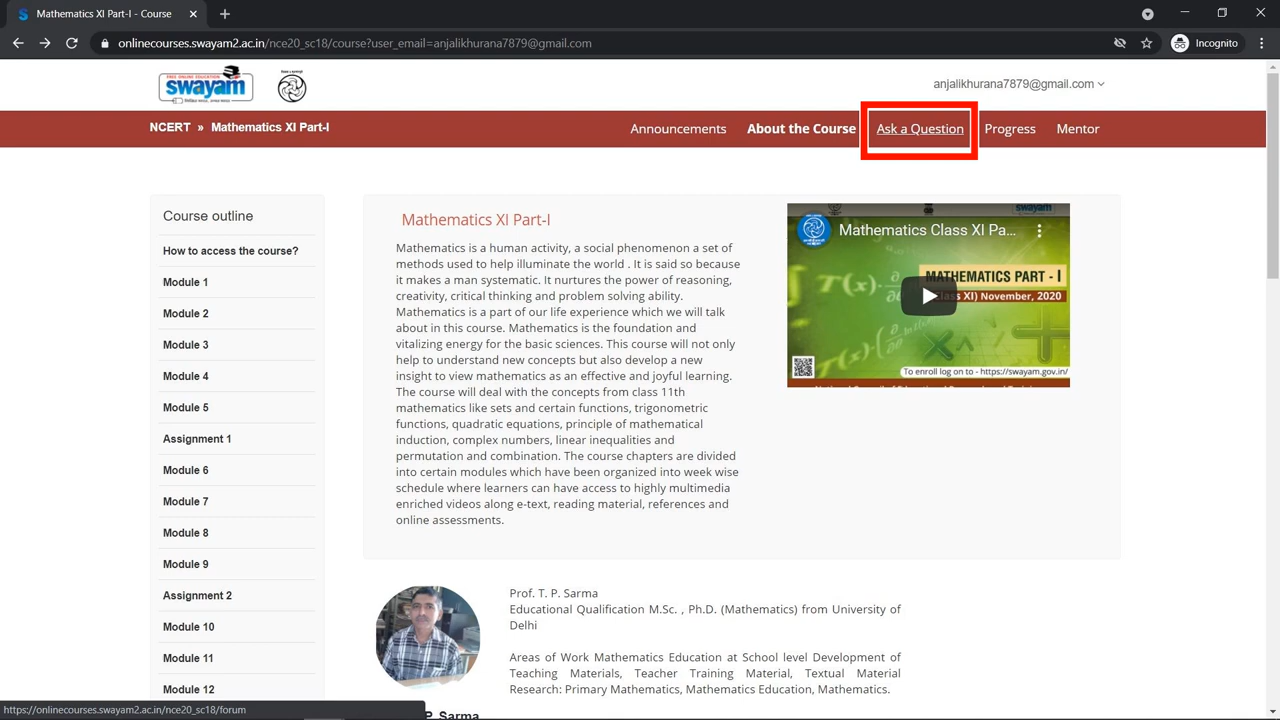 Mathematics XI Part-I - Course
onlinecourses.swayam2.ac.in/nce20_sc18/course?user_email=anjalikhurana7879@gmail.com
Incognito
FREE ONLINE EDUCATION
swayam
anjalikhurana7879@gmail.com
NCERT » Mathematics XI Part-I
Announcements
About the Course
Ask a Question
Progress
Mentor
Course outline
How to access the course?
Module 1
Module 2
Module 3
Module 4
Module 5
Assignment 1
Module 6
Module 7
Module 8
Module 9
Assignment 2
Module 10
Module 11
Module 12
Mathematics XI Part-I
Mathematics is a human activity, a social phenomenon a set of
methods used to help illuminate the world . It is said so because
it makes a man systematic. It nurtures the power of reasoning,
creativity, critical thinking and problem solving ability.
Mathematics is a part of our life experience which we will talk
about in this course. Mathematics is the foundation and
vitalizing energy for the basic sciences. This course will not only
help to understand new concepts but also develop a new
insight to view mathematics as an effective and joyful learning.
The course will deal with the concepts from class 11th
mathematics like sets and certain functions, trigonometric
functions, quadratic equations, principle of mathematical
induction, complex numbers, linear inequalities and
permutation and combination. The course chapters are divided
into certain modules which have been organized into week wise
schedule where learners can have access to highly multimedia
enriched videos along e-text, reading material, references and
online assessments.
swayam
Mathematics Class XI Pa...
MATHEMATICS PART - I
XI) November, 2020
To enroll log on to - https://swayam.gov.in/
Prof. T. P. Sarma
Educational Qualification M.Sc. , Ph.D. (Mathematics) from University of
Delhi
Areas of Work Mathematics Education at School level Development of
Teaching Materials, Teacher Training Material, Textual Material
Research: Primary Mathematics, Mathematics Education, Mathematics.
P. Sarma
https://onlinecourses.swayam2.ac.in/nce20_sc18/forum